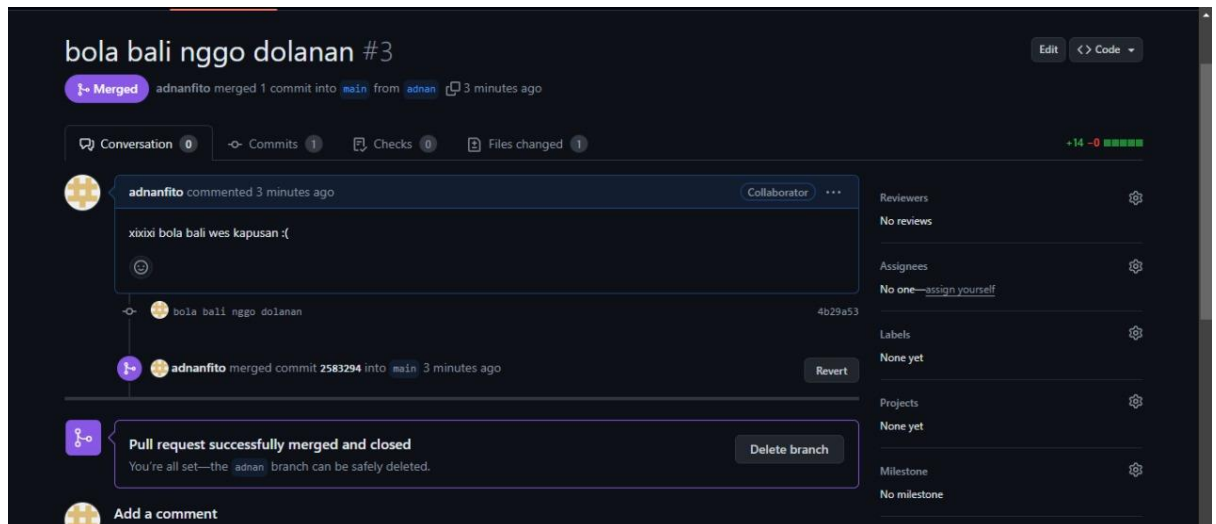 bola bali nggo dolanan #3
Edit
<> Code
Merged
adnanfito merged 1 commit into main from adnan 3 minutes ago
Conversation 0
Commits 1
Checks 0
Files changed 1
+14 −0
adnanfito commented 3 minutes ago
Collaborator
xixixi bola bali wes kapusan :(
bola bali nggo dolanan
4b29a53
adnanfito merged commit 2583294 into main 3 minutes ago
Revert
Pull request successfully merged and closed
You're all set—the adnan branch can be safely deleted.
Delete branch
Add a comment
Reviewers
No reviews
Assignees
No one—assign yourself
Labels
None yet
Projects
None yet
Milestone
No milestone